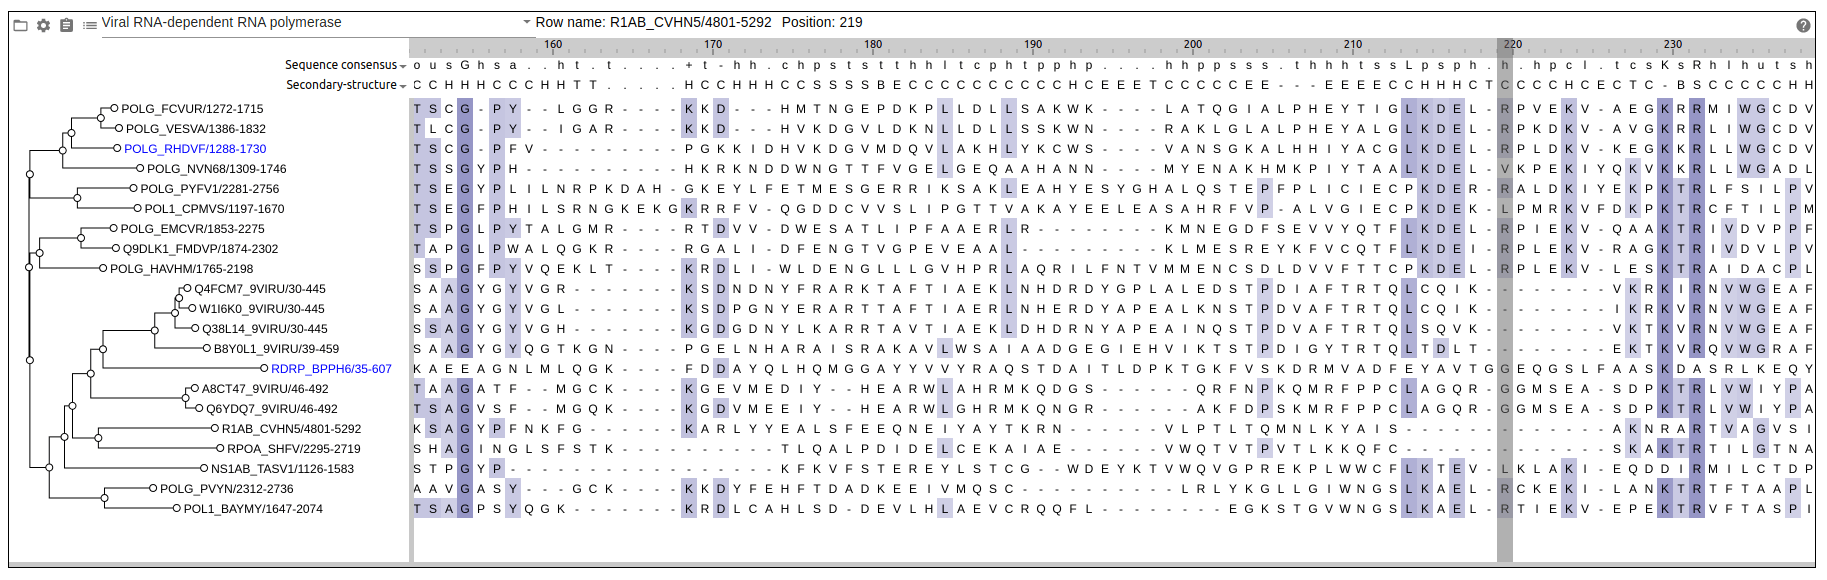 Viral RNA-dependent RNA polymerase Row name: R1AB_CVHN5/4801-5292 Position: 219
160 170 180 190 200 210 220 230
Sequence consensus o u s G h s a . . h t . t . . . . + t - h h . c h p s t s t t h h l t c p h t p p h p . . . . h h p p s s . t h h h t s s L p s p h . h . h p c l . t c s K s R h l h u t s h
Secondary-structure C C H H H C C H H T T . . . . . H C C H H H C C S S S S B E C C C C C C C C C C H E E E T C C C C C E E - - - E E E E C C H H C T C C C C H C E C T C - B S C C C C H H
POLG_FCVUR/1272-1715 T S C G - P Y - - L G G R - - - - K K D - - - H M T N G E P D K P L L D L L S A K W K - - - - L A T Q G I A L P H E Y T I G L K D E L - R P V E K V - A E G K R R M I W G C D V
POLG_VESVA/1386-1832 T L C G - P Y - - I G A R - - - - K K D - - - H V K D G V L D K N L L D L L S S K W N - - - - R A K L G L A L P H E Y A L G L K D E L - R P K D K V - A V G K R R L I W G C D V
POLG_RHDVF/1288-1730 T S C G - P F V - - - - - - - - - P G K K I D H V K D G V M D Q V L A K H L Y K C W S - - - - V A N S G K A L H H I Y A C G L K D E L - R P L D K V - K E G K K R L L W G C D V
POLG_NVN68/1309-1746 T S S G Y P H - - - - - - - - - - H K R K N D D W N G T T F V G E L G E Q A A H A N N - - - - M Y E N A K H M K P I Y T A A L K D E L - V K P E K I Y Q K V K K R L L W G A D L
POLG_PYFV1/2281-2756 T S E G Y P L I L N R P K D A H - G K E Y L F E T M E S G E R R I K S A K L E A H Y E S Y G H A L Q S T E P F P L I C I E C P K D E R - R A L D K I Y E K P K T R L F S I L P V
POL1_CPMVS/1197-1670 T S E G F P H I L S R N G K E K G K R R F V - Q G D D C V V S L I P G T T V A K A Y E E L E A S A H R F V P - A L V G I E C P K D E K - L P M R K V F D K P K T R C F T I L P M
POLG_EMCVR/1853-2275 T S P G L P Y T A L G M R - - - - R T D V V - D W E S A T L I P F A A E R L R - - - - - - - - K M N E G D F S E V V Y Q T F L K D E L - R P I E K V - Q A A K T R I V D V P P F
Q9DLK1_FMDVP/1874-2302 T A P G L P W A L Q G K R - - - - R G A L I - D F E N G T V G P E V E A A L - - - - - - - - - K L M E S R E Y K F V C Q T F L K D E I - R P L E K V - R A G K T R I V D V L P V
POLG_HAVHM/1765-2198 S S P G F P Y V Q E K L T - - - - K R D L I - W L D E N G L L L G V H P R L A Q R I L F N T V M M E N C S D L D V V F T T C P K D E L - R P L E K V - L E S K T R A I D A C P L
Q4FCM7_9VIRU/30-445 S A A G Y G Y V G R - - - - - - - K S D N D N Y F R A R K T A F T I A E K L N H D R D Y G P L A L E D S T P D I A F T R T Q L C Q I K - - - - - - - - V K R K I R N V W G E A F
W1I6K0_9VIRU/30-445 S A A G Y G Y V G L - - - - - - - K S D P G N Y E R A R T T A F T I A E R L N H E R D Y A P E A L K N S T P D V A F T R T Q L C Q I K - - - - - - - - I K R K V R N V W G E A F
Q38L14_9VIRU/30-445 S S A G Y G Y V G H - - - - - - - K G D G D N Y L K A R R T A V T I A E K L D H D R N Y A P E A I N Q S T P D V A F T R T Q L S Q V K - - - - - - - - V K T K V R N V W G E A F
B8Y0L1_9VIRU/39-459 S A A G Y G Y Q G T K G N - - - - P G E L N H A R A I S R A K A V L W S A I A A D G E G I E H V I K T S T P D I G Y T R T Q L T D L T - - - - - - - - E K T K V R Q V W G R A F
RDRP_BPPH6/35-607 K A E E A G N L M L Q G K - - - - F D D A Y Q L H Q M G G A Y Y V V Y R A Q S T D A I T L D P K T G K F V S K D R M V A D F E Y A V T G G E Q G S L F A A S K D A S R L K E Q Y
A8CT47_9VIRU/46-492 T A A G A T F - - M G C K - - - - K G E V M E D I Y - - H E A R W L A H R M K Q D G S - - - - - - Q R F N P K Q M R F P P C L A G Q R - G G M S E A - S D P K T R L V W I Y P A
Q6YDQ7_9VIRU/46-492 T S A G V S F - - M G Q K - - - - K G D V M E E I Y - - H E A R W L G H R M K Q N G R - - - - - - A K F D P S K M R F P P C L A G Q R - G G M S E A - S D P K T R L V W I Y P A
R1AB_CVHN5/4801-5292 K S A G Y P F N K F G - - - - - - K A R L Y Y E A L S F E E Q N E I Y A Y T K R N - - - - - - V L P T L T Q M N L K Y A I S - - - - - - - - - - - - - A K N R A R T V A G V S I
RPOA_SHFV/2295-2719 S H A G I N G L S F S T K - - - - - - - - - - T L Q A L P D I D E L C E K A I A E - - - - - - V W Q T V T P V T L K K Q F C - - - - - - - - - - - - - S K A K T R T I L G T N A
NS1AB_TASV1/1126-1583 S T P G Y P - - - - - - - - - - - - - - - - - K F K V F S T E R E Y L S T C G - - W D E Y K T V W Q V G P R E K P L W W C F L K T E V - L K L A K I - E Q D D I R M I L C T D P
POLG_PVYN/2312-2736 A A V G A S Y - - - G C K - - - - K K D Y F E H F T D A D K E E I V M Q S C - - - - - - - - - - L R L Y K G L L G I W N G S L K A E L - R C K E K I - L A N K T R T F T A A P L
POL1_BAYMY/1647-2074 T S A G P S Y Q G K - - - - - - - K R D L C A H L S D - D E V L H L A E V C R Q Q F L - - - - - - - - E G K S T G V W N G S L K A E L - R T I E K V - E P E K T R V F T A S P I